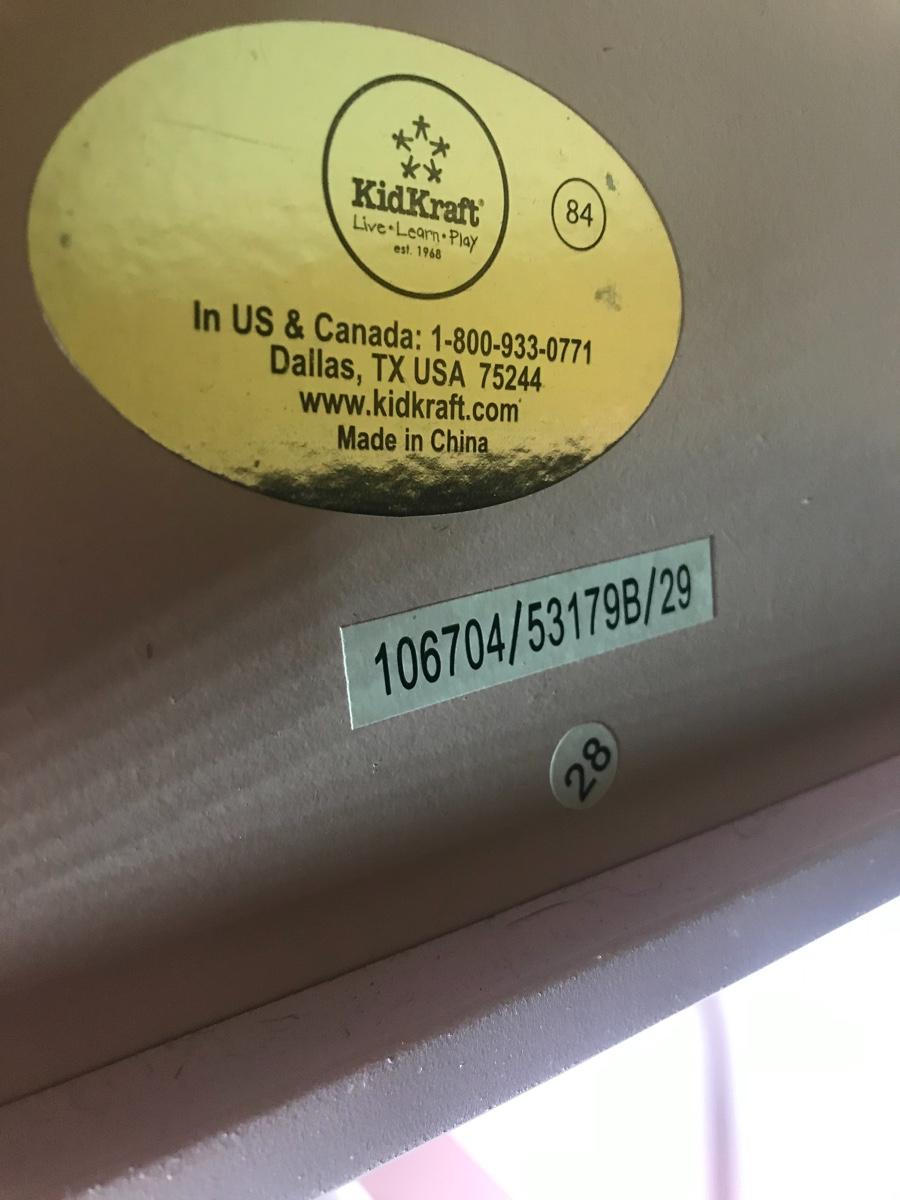 KidKraft®
Live • Learn • Play
est. 1968
84
In US & Canada: 1-800-933-0771
Dallas, TX USA 75244
www.kidkraft.com
Made in China
106704/53179B/29
28